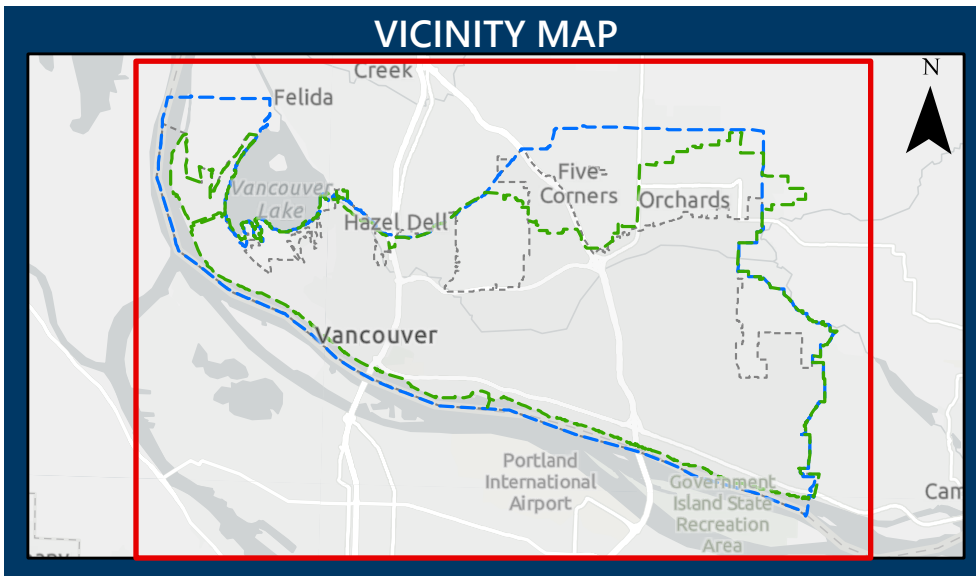 VICINITY MAP
N
Creek
Felida
Vancouver
Lake
Five
Corners
Orchards
Hazel Dell
Vancouver
Portland
International
Airport
Government
Island State
Recreation
Area
Cam